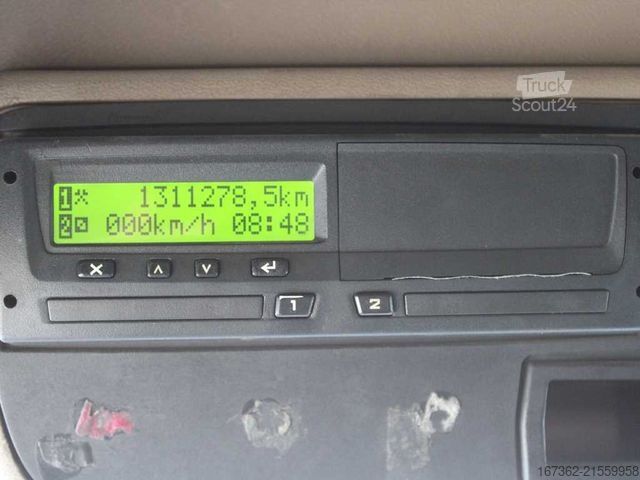 Truck
Scout24
1 1311278,5km
2 000km/h 08:48
1
2
167362-21559958